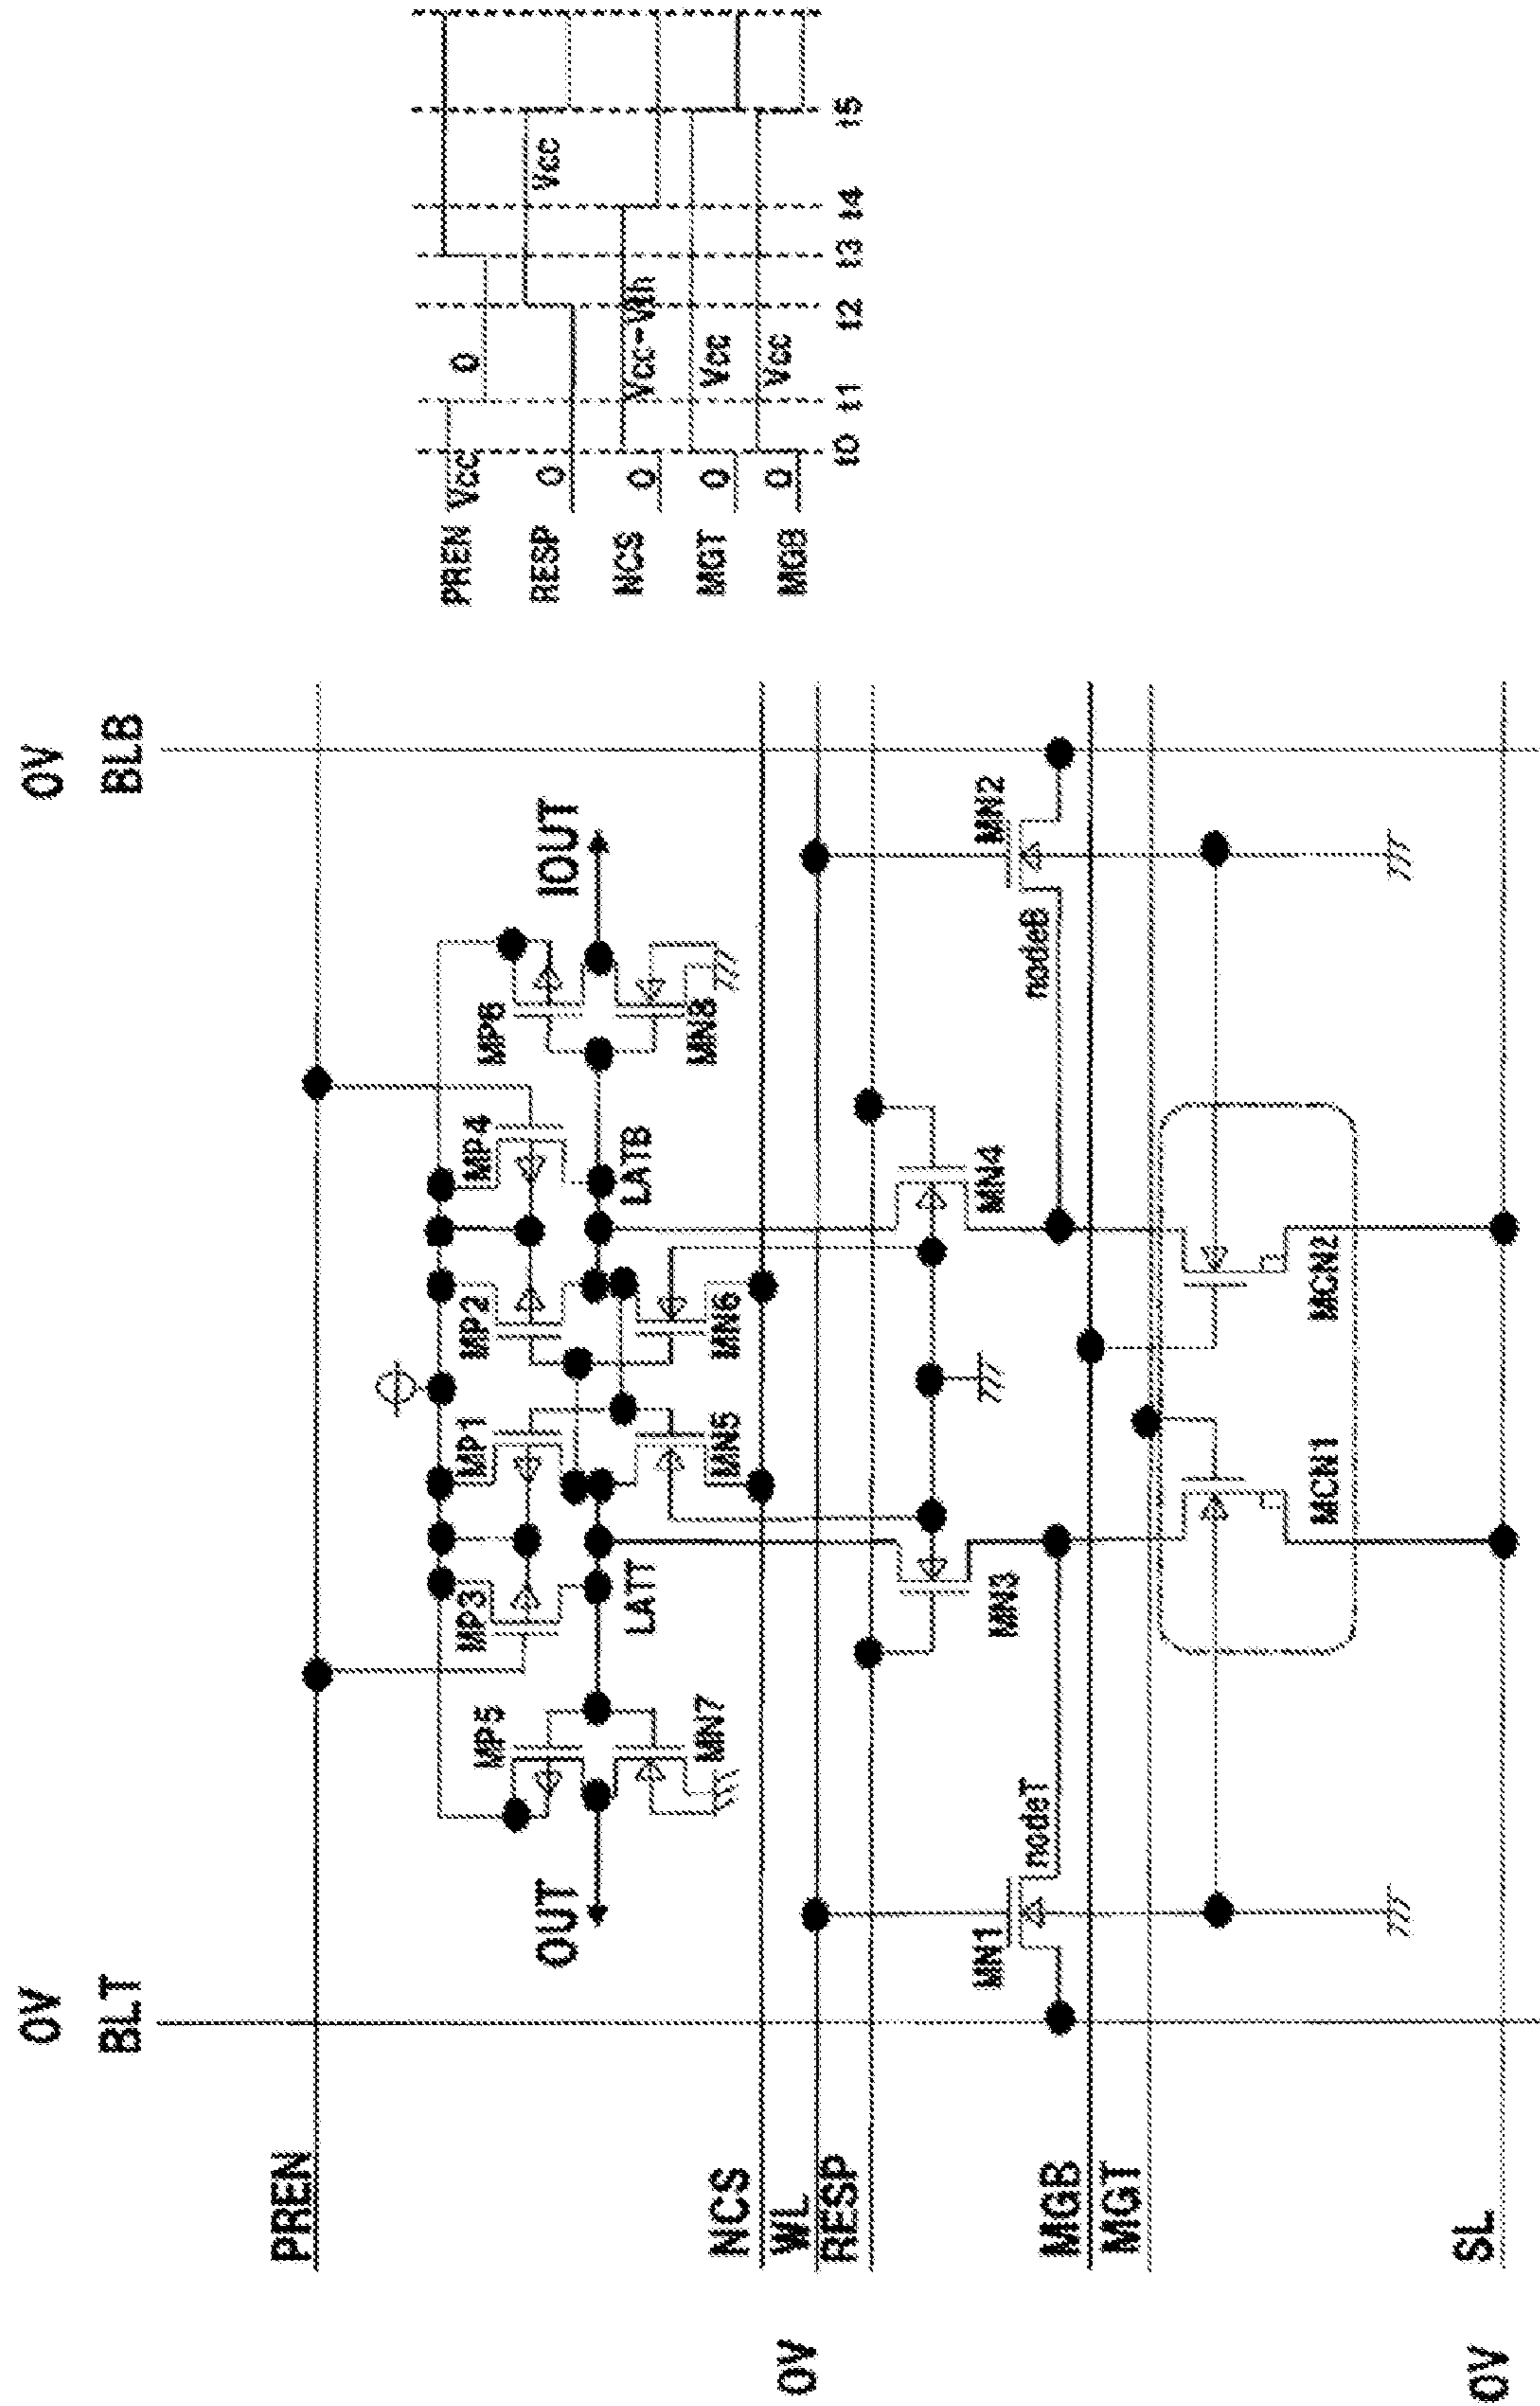 0V 0V
BLT BLB
PREN
MP5 MP3 MP1 MP2 MP4 MP6
OUT IOUT
LATT LATB
MN7 MN5 MN6 MN8
NCS
0V WL
RESP
MN3 MN4
MN1 nodeT nodeB MN2
MGB
MGT
MCN1 MCN2
0V SL
PREN Vcc 0
RESP 0 Vcc
NCS 0 Vcc-Vth
MGT 0 Vcc
MGB 0 Vcc
t0 t1 t2 t3 t4 t5